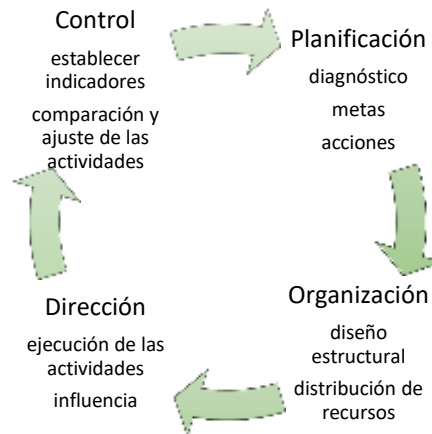 Control
establecer
indicadores
comparación y
ajuste de las
actividades
Planificación
diagnóstico
metas
acciones
Organización
diseño
estructural
distribución de
recursos
Dirección
ejecución de las
actividades
influencia